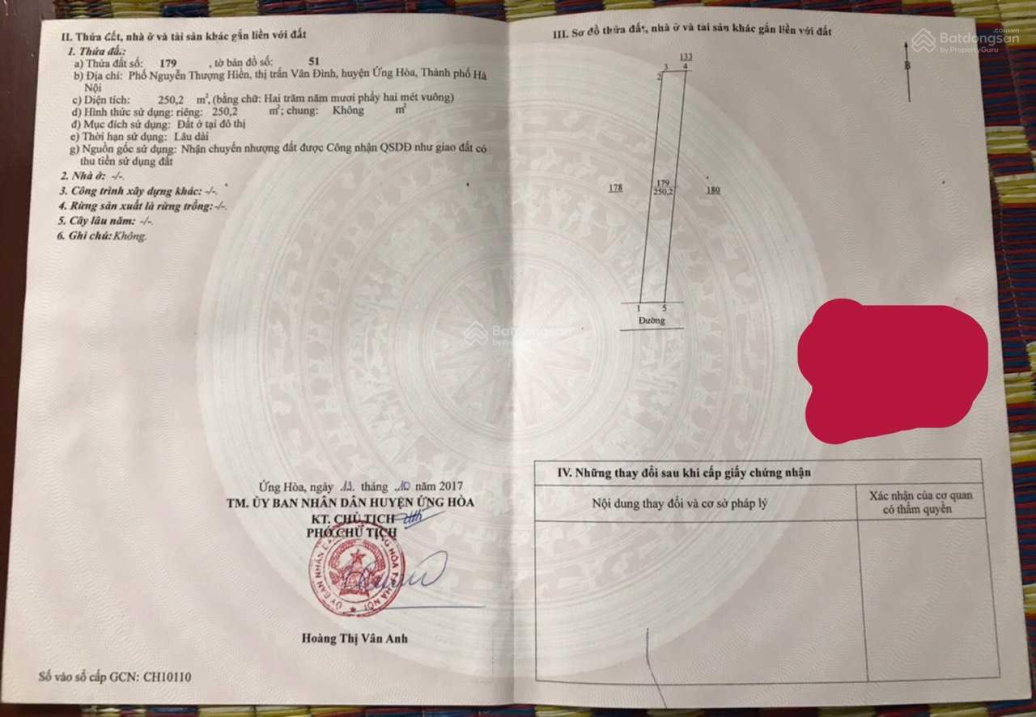 II. Thửa đất, nhà ở và tài sản khác gắn liền với đất
1. Thửa đất:
a) Thửa đất số: 179 , tờ bản đồ số: 51
b) Địa chỉ: Phố Nguyễn Thượng Hiền, thị trấn Vân Đình, huyện Ứng Hòa, Thành phố Hà
Nội
c) Diện tích: 250,2 m², (bằng chữ: Hai trăm năm mươi phẩy hai mét vuông)
d) Hình thức sử dụng: riêng: 250,2 m²; chung: Không m²
đ) Mục đích sử dụng: Đất ở tại đô thị
e) Thời hạn sử dụng: Lâu dài
g) Nguồn gốc sử dụng: Nhận chuyển nhượng đất được Công nhận QSDĐ như giao đất có
thu tiền sử dụng đất
2. Nhà ở: -/-.
3. Công trình xây dựng khác: -/-.
4. Rừng sản xuất là rừng trồng: -/-.
5. Cây lâu năm: -/-.
6. Ghi chú: Không.
Ứng Hòa, ngày 12 tháng 10 năm 2017
TM. ỦY BAN NHÂN DÂN HUYỆN ỨNG HÒA
KT. CHỦ TỊCH
PHÓ CHỦ TỊCH
Hoàng Thị Vân Anh
Số vào sổ cấp GCN: CH10110
III. Sơ đồ thửa đất, nhà ở và tài sản khác gắn liền với đất
Batdongsan
by PropertyGuru
B
133
3 4
2
178
179
250,2
180
1 5
Đường
Batdongsan
IV. Những thay đổi sau khi cấp giấy chứng nhận
Nội dung thay đổi và cơ sở pháp lý
Xác nhận của cơ quan
có thẩm quyền